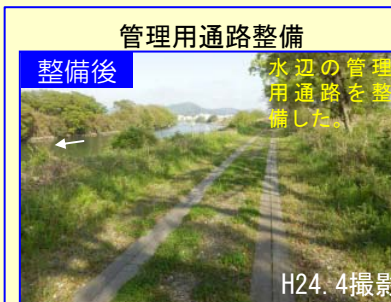 管理用通路整備
整備後
水辺の管理
用通路を整
備した。
H24.4撮影